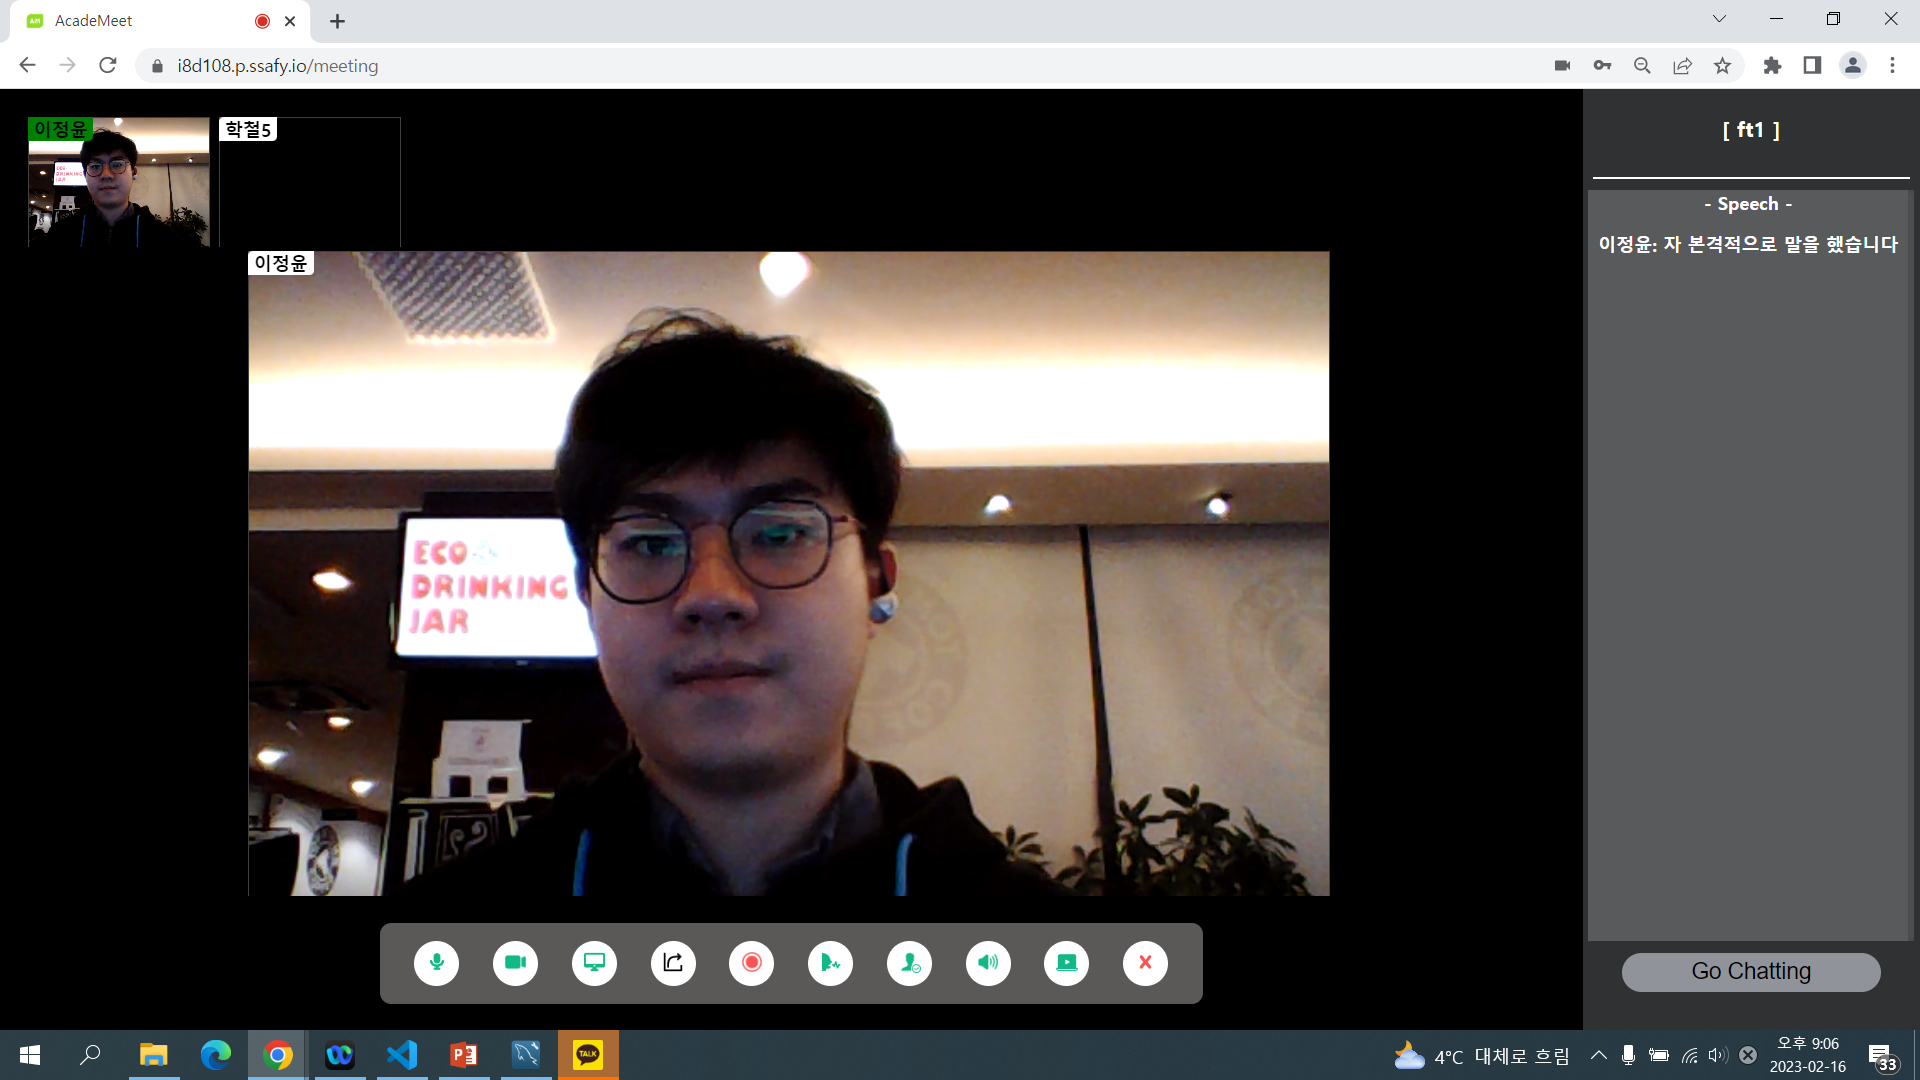 AcadeMeet
i8d108.p.ssafy.io/meeting
이정윤
학철5
[ ft1 ]
- Speech -
이정윤: 자 본격적으로 말을 했습니다
이정윤
ECO
DRINKING
JAR
Go Chatting
4°C 대체로 흐림
오후 9:06
2023-02-16
33
TALK